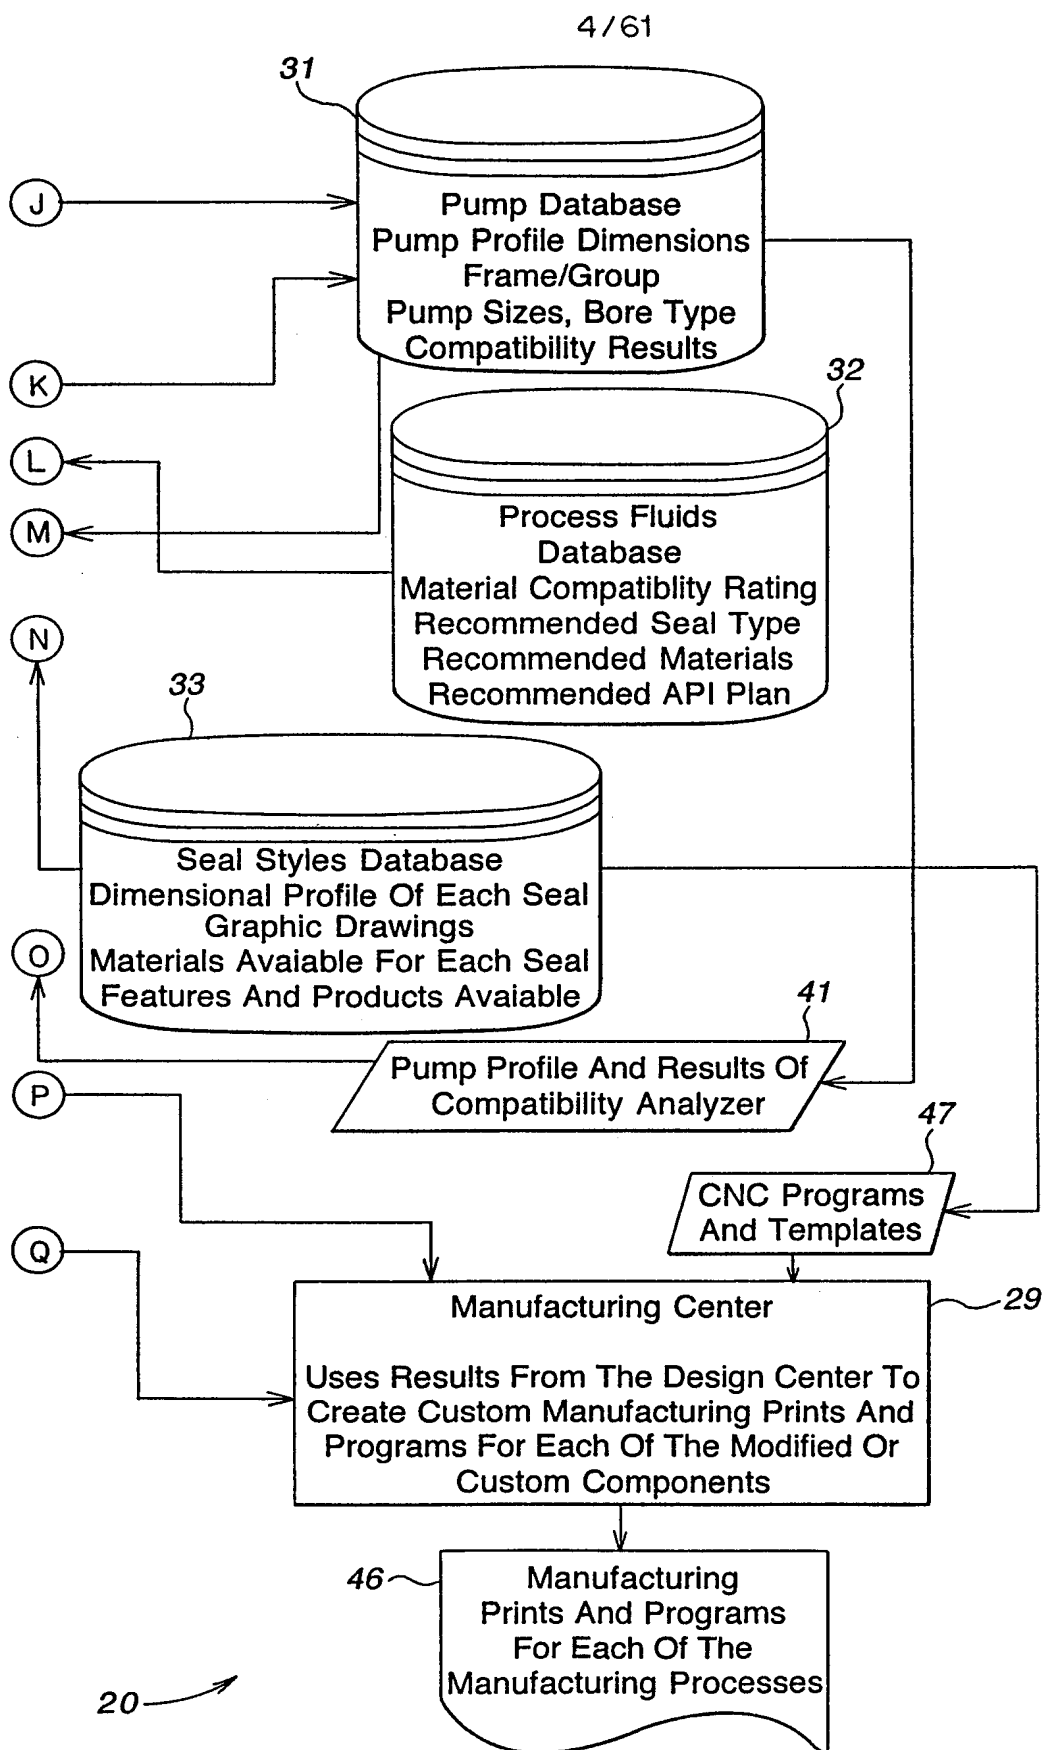 4/61
31
J
Pump Database
Pump Profile Dimensions
Frame/Group
Pump Sizes, Bore Type
Compatibility Results
K
32
L
M
Process Fluids
Database
Material Compatiblity Rating
Recommended Seal Type
Recommended Materials
Recommended API Plan
N
33
Seal Styles Database
Dimensional Profile Of Each Seal
Graphic Drawings
Materials Avaiable For Each Seal
Features And Products Avaiable
O
41
Pump Profile And Results Of
Compatibility Analyzer
P
47
CNC Programs
And Templates
Q
Manufacturing Center
29
Uses Results From The Design Center To
Create Custom Manufacturing Prints And
Programs For Each Of The Modified Or
Custom Components
46
Manufacturing
Prints And Programs
For Each Of The
Manufacturing Processes
20